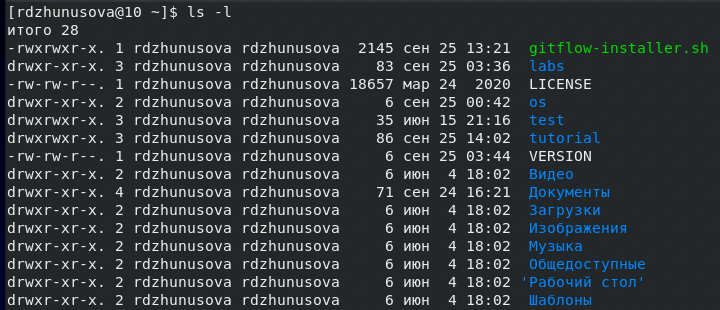 [rdzhunusova@10 ~]$ ls -l
итого 28
-rwxrwxr-x. 1 rdzhunusova rdzhunusova  2145 сен 25 13:21  gitflow-installer.sh
drwxr-xr-x. 3 rdzhunusova rdzhunusova    83 сен 25 03:36  labs
-rw-rw-r--. 1 rdzhunusova rdzhunusova 18657 мар 24  2020  LICENSE
drwxr-xr-x. 2 rdzhunusova rdzhunusova     6 сен 25 00:42  os
drwxrwxr-x. 3 rdzhunusova rdzhunusova    35 июн 15 21:16  test
drwxrwxr-x. 3 rdzhunusova rdzhunusova    86 сен 25 14:02  tutorial
-rw-rw-r--. 1 rdzhunusova rdzhunusova     6 сен 25 03:44  VERSION
drwxr-xr-x. 2 rdzhunusova rdzhunusova     6 июн  4 18:02  Видео
drwxr-xr-x. 4 rdzhunusova rdzhunusova    71 сен 24 16:21  Документы
drwxr-xr-x. 2 rdzhunusova rdzhunusova     6 июн  4 18:02  Загрузки
drwxr-xr-x. 2 rdzhunusova rdzhunusova     6 июн  4 18:02  Изображения
drwxr-xr-x. 2 rdzhunusova rdzhunusova     6 июн  4 18:02  Музыка
drwxr-xr-x. 2 rdzhunusova rdzhunusova     6 июн  4 18:02  Общедоступные
drwxr-xr-x. 2 rdzhunusova rdzhunusova     6 июн  4 18:02 'Рабочий стол'
drwxr-xr-x. 2 rdzhunusova rdzhunusova     6 июн  4 18:02  Шаблоны